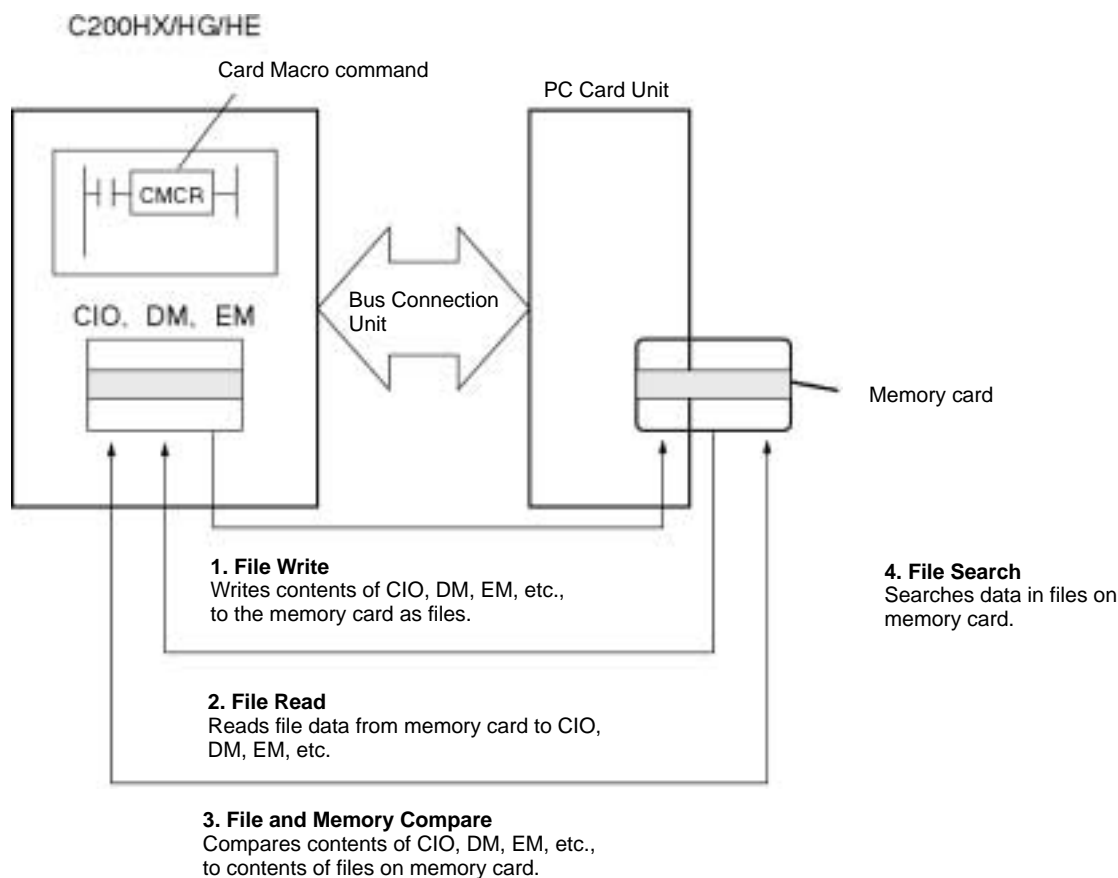 C200HX/HG/HE
Card Macro command
PC Card Unit
CMCR
Bus Connection
Unit
CIO, DM, EM
Memory card
1. File Write
Writes contents of CIO, DM, EM, etc.,
to the memory card as files.
4. File Search
Searches data in files on
memory card.
2. File Read
Reads file data from memory card to CIO,
DM, EM, etc.
3. File and Memory Compare
Compares contents of CIO, DM, EM, etc.,
to contents of files on memory card.